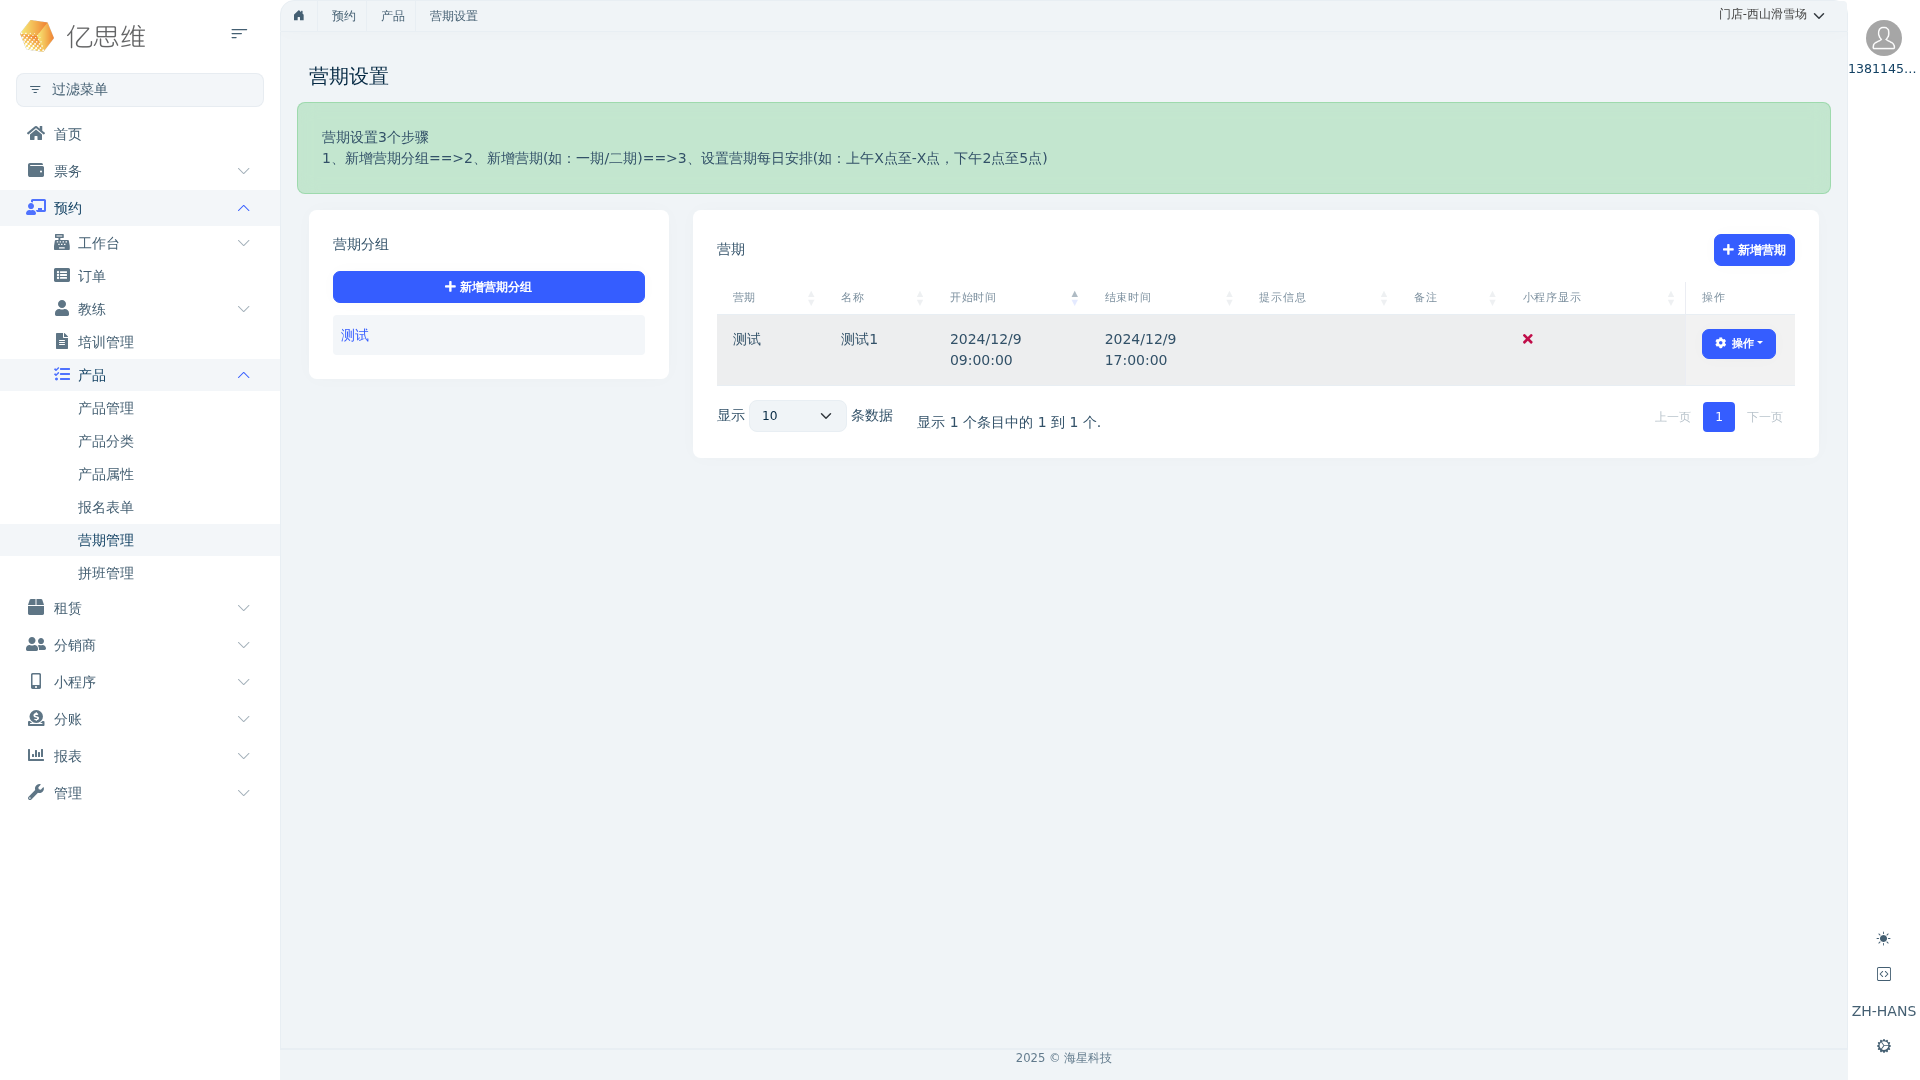 亿思维
过滤菜单
首页
票务
预约
工作台
订单
教练
培训管理
产品
产品管理
产品分类
产品属性
报名表单
营期管理
拼班管理
租赁
分销商
小程序
分账
报表
管理
预约 产品 营期设置
门店-西山滑雪场
1381145...
营期设置
营期设置3个步骤
1、新增营期分组==>2、新增营期(如：一期/二期)==>3、设置营期每日安排(如：上午X点至-X点，下午2点至5点)
营期分组
新增营期分组
测试
营期
新增营期
营期 名称 开始时间 结束时间 提示信息 备注 小程序显示 操作
测试 测试1 2024/12/9 09:00:00 2024/12/9 17:00:00 操作
显示 10 条数据 显示 1 个条目中的 1 到 1 个. 上一页 1 下一页
ZH-HANS
2025 © 海星科技